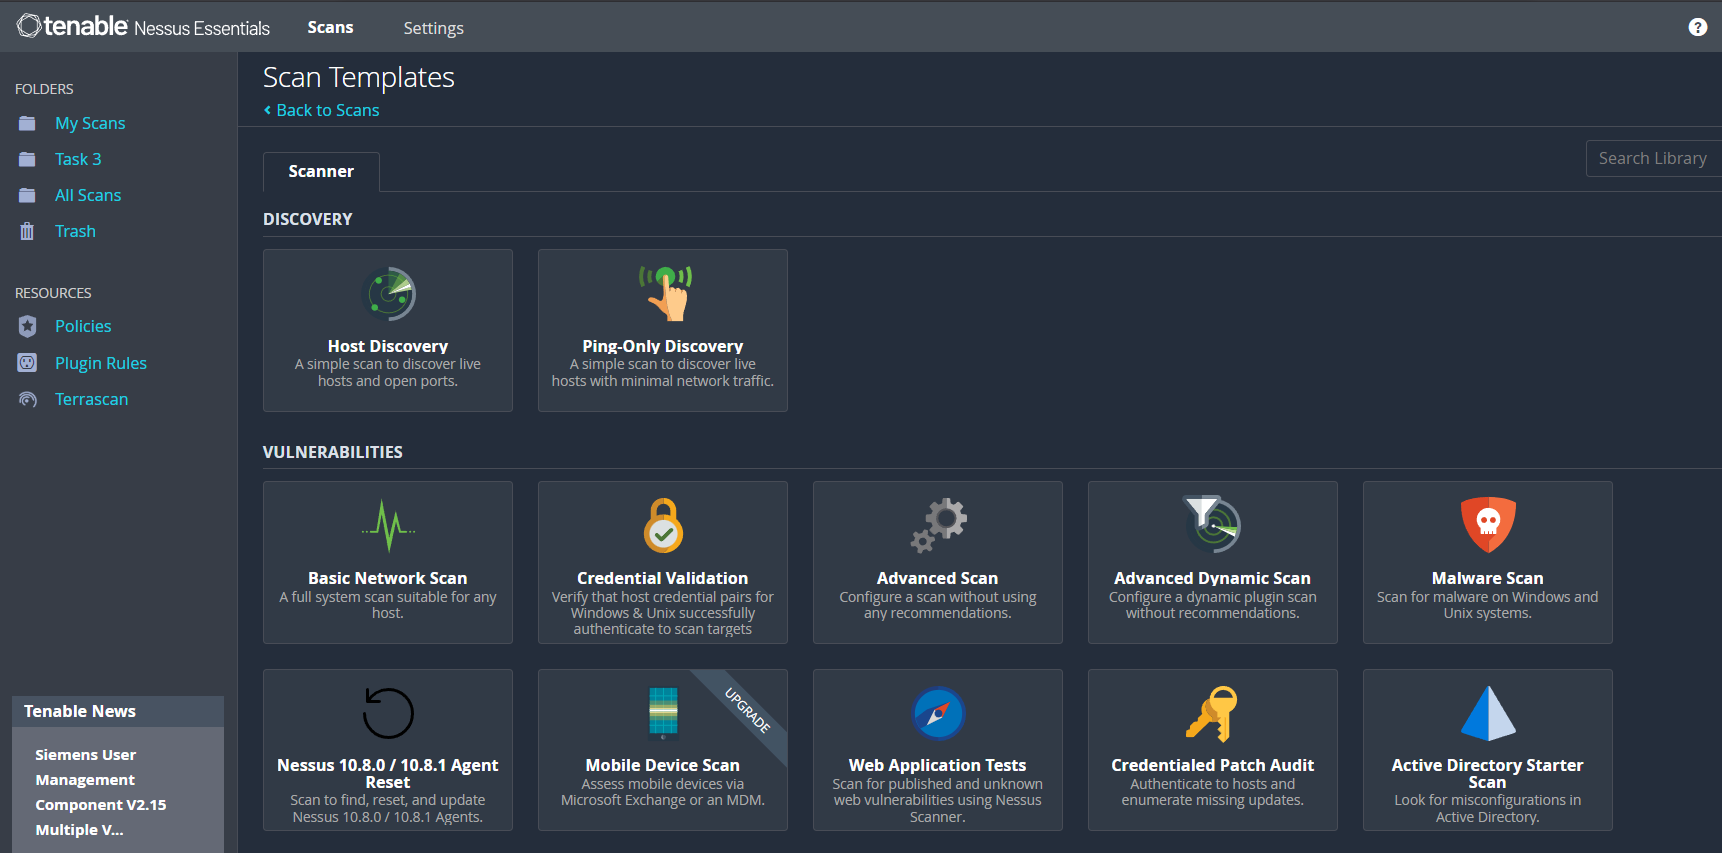 tenable Nessus Essentials
Scans
Settings
?
FOLDERS
My Scans
Task 3
All Scans
Trash
RESOURCES
Policies
Plugin Rules
Terrascan
Tenable News
Siemens User
Management
Component V2.15
Multiple V...
Scan Templates
Back to Scans
Scanner
Search Library
DISCOVERY
Host Discovery
A simple scan to discover live
hosts and open ports.
Ping-Only Discovery
A simple scan to discover live
hosts with minimal network traffic.
VULNERABILITIES
Basic Network Scan
A full system scan suitable for any
host.
Credential Validation
Verify that host credential pairs for
Windows & Unix successfully
authenticate to scan targets
Advanced Scan
Configure a scan without using
any recommendations.
Advanced Dynamic Scan
Configure a dynamic plugin scan
without recommendations.
Malware Scan
Scan for malware on Windows and
Unix systems.
Nessus 10.8.0 / 10.8.1 Agent
Reset
Scan to find, reset, and update
Nessus 10.8.0 / 10.8.1 Agents.
UPGRADE
Mobile Device Scan
Assess mobile devices via
Microsoft Exchange or an MDM.
Web Application Tests
Scan for published and unknown
web vulnerabilities using Nessus
Scanner.
Credentialed Patch Audit
Authenticate to hosts and
enumerate missing updates.
Active Directory Starter
Scan
Look for misconfigurations in
Active Directory.